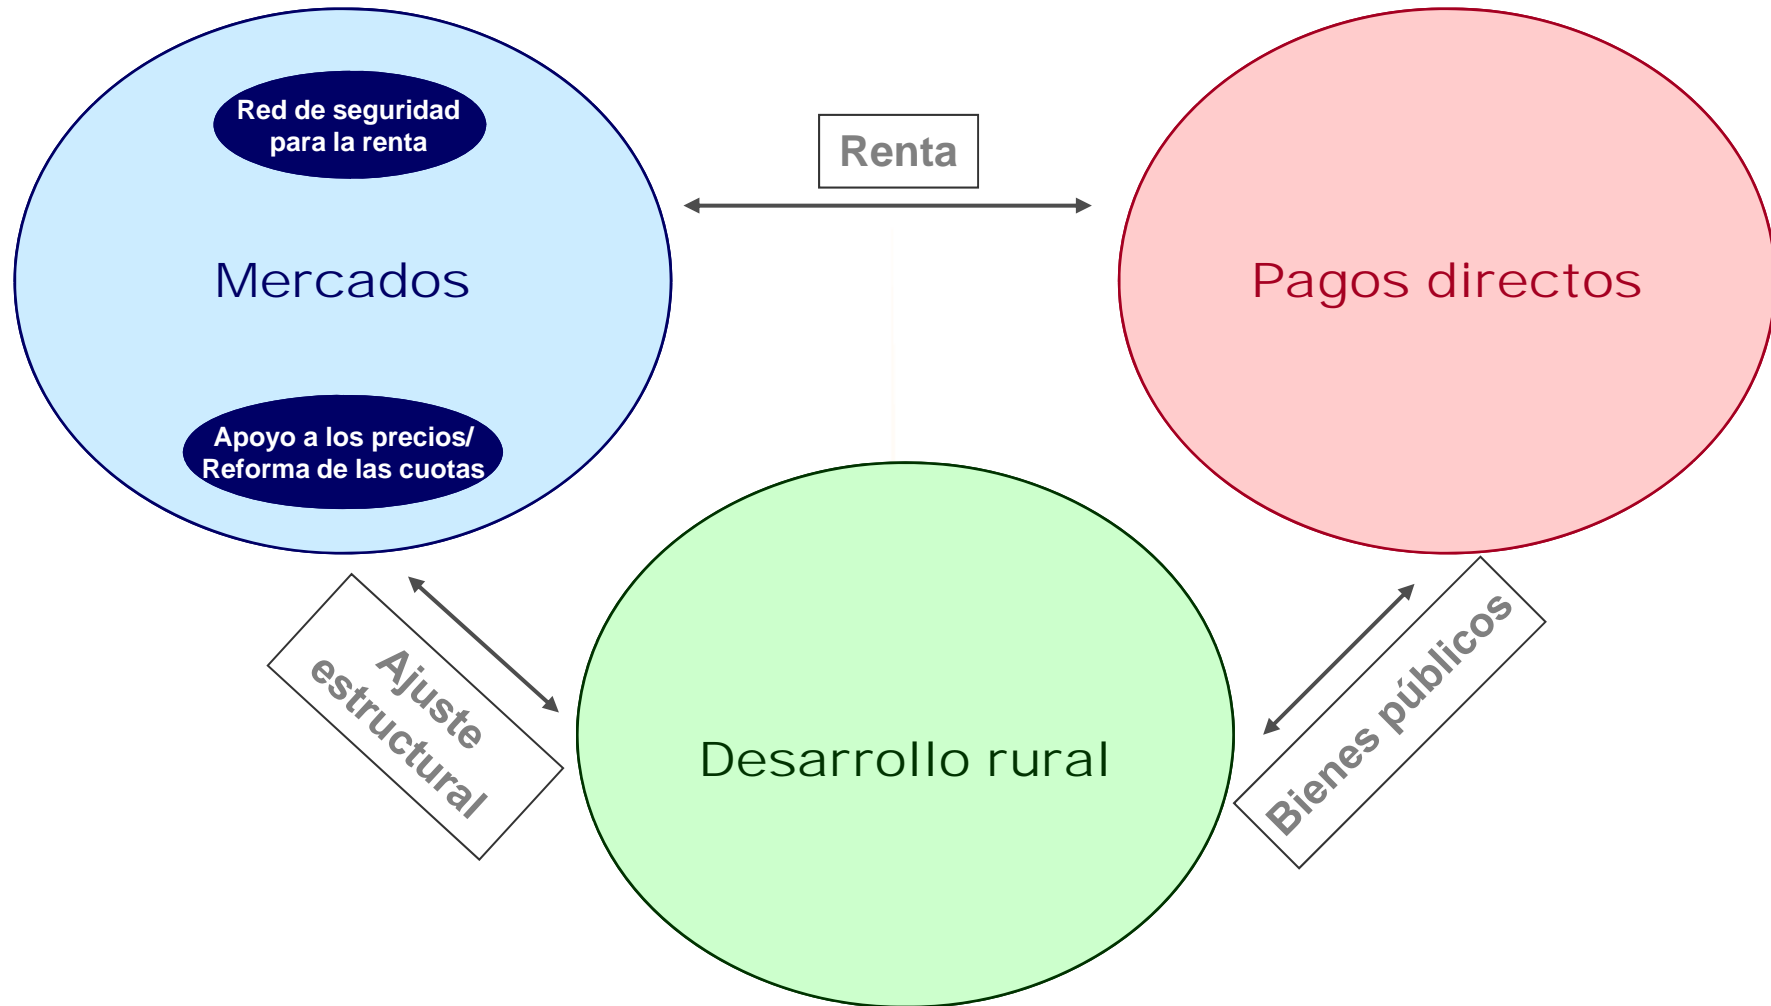 Red de seguridad
para la renta
Renta
Mercados
Pagos directos
Apoyo a los precios/
Reforma de las cuotas
Ajuste
estructural
Bienes públicos
Desarrollo rural